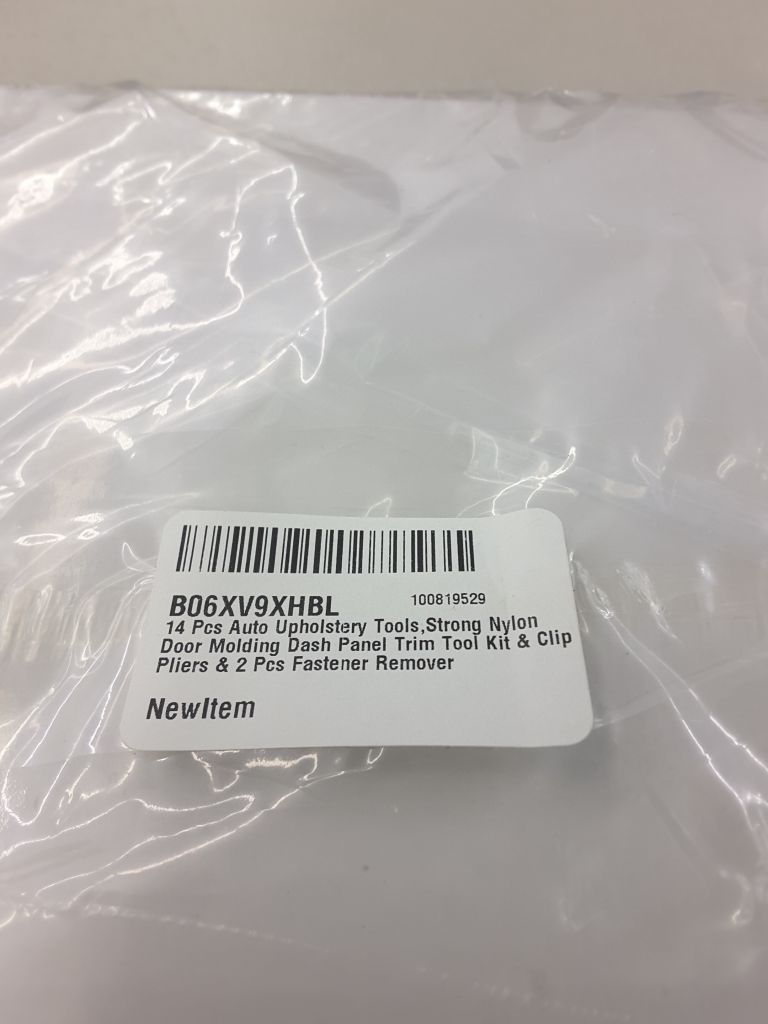 B06XV9XHBL 100819529
14 Pcs Auto Upholstery Tools,Strong Nylon
Door Molding Dash Panel Trim Tool Kit & Clip
Pliers & 2 Pcs Fastener Remover
NewItem